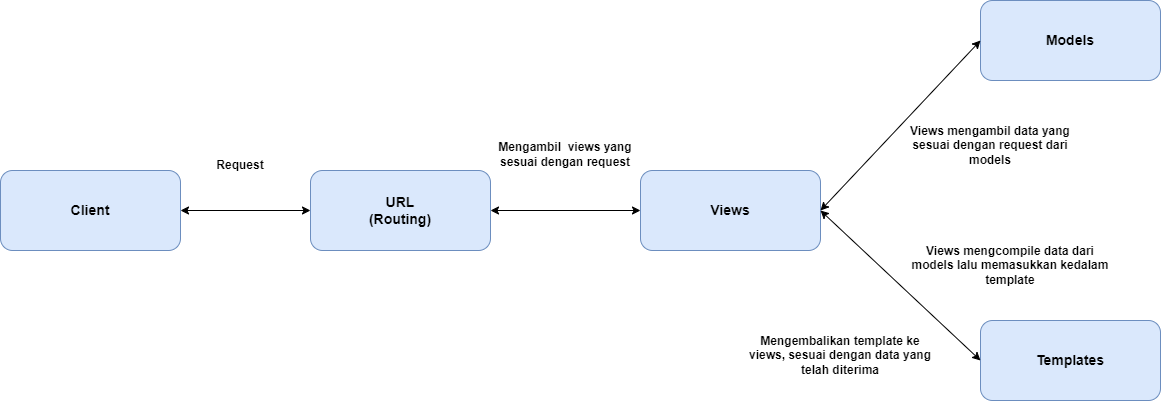 Client
Request
URL
(Routing)
Mengambil  views yang
sesuai dengan request
Views
Models
Views mengambil data yang
sesuai dengan request dari
models
Views mengcompile data dari
models lalu memasukkan kedalam
template
Mengembalikan template ke
views, sesuai dengan data yang
telah diterima
Templates